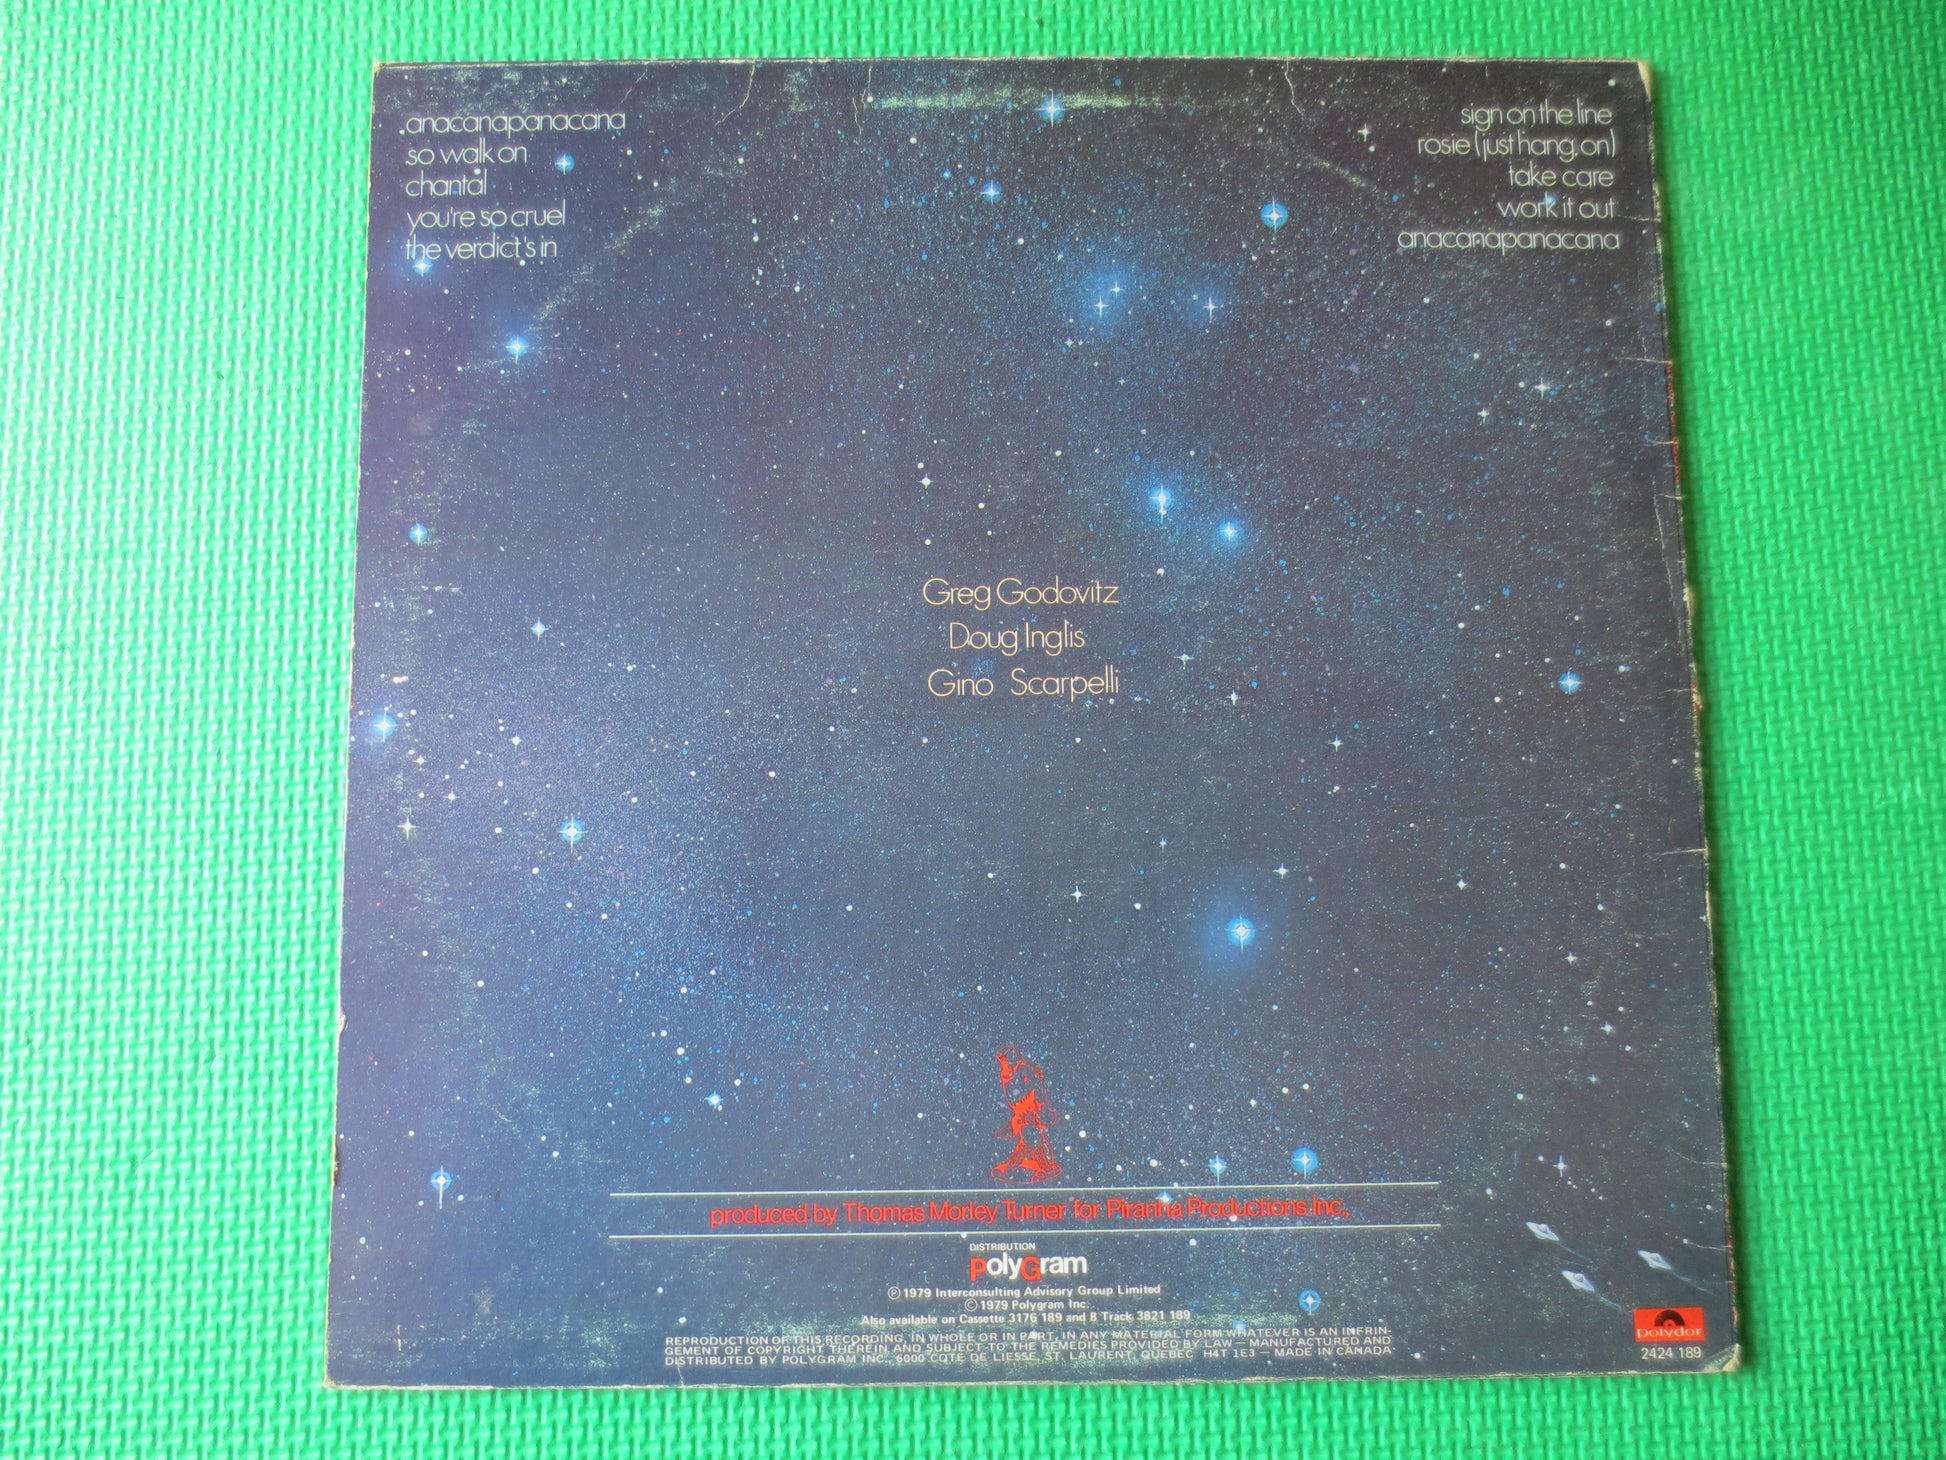 anacanapanacana
so walk on
chantal
you're so cruel
the verdict's in
sign on the line
rosie (just hang on)
take care
work it out
anacanapanacana
Greg Godovitz
Doug Inglis
Gino Scarpelli
produced by Thomas Morley Turner for Piranha Productions Inc.,
DISTRIBUTION
PolyGram
Ⓟ 1979 Interconsulting Advisory Group Limited
© 1979 Polygram Inc.
Also available on Cassette 3176 189 and 8 Track 3821 189
REPRODUCTION OF THIS RECORDING, IN WHOLE OR IN PART, IN ANY MATERIAL FORM WHATEVER IS AN INFRIN-
GEMENT OF COPYRIGHT THEREIN AND SUBJECT TO THE REMEDIES PROVIDED BY LAW — MANUFACTURED AND
DISTRIBUTED BY POLYGRAM INC., 6000 COTE DE LIESSE, ST. LAURENT, QUEBEC H4T 1E3 — MADE IN CANADA
polydor
2424 189